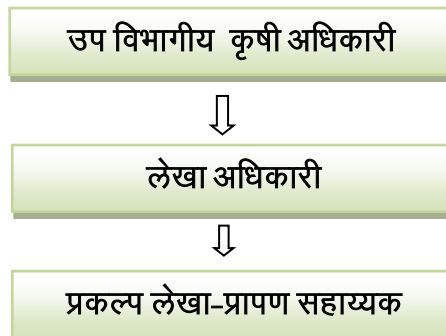 उप विभागीय कृषी अधिकारी
लेखा अधिकारी
प्रकल्प लेखा-प्रापण सहाय्यक